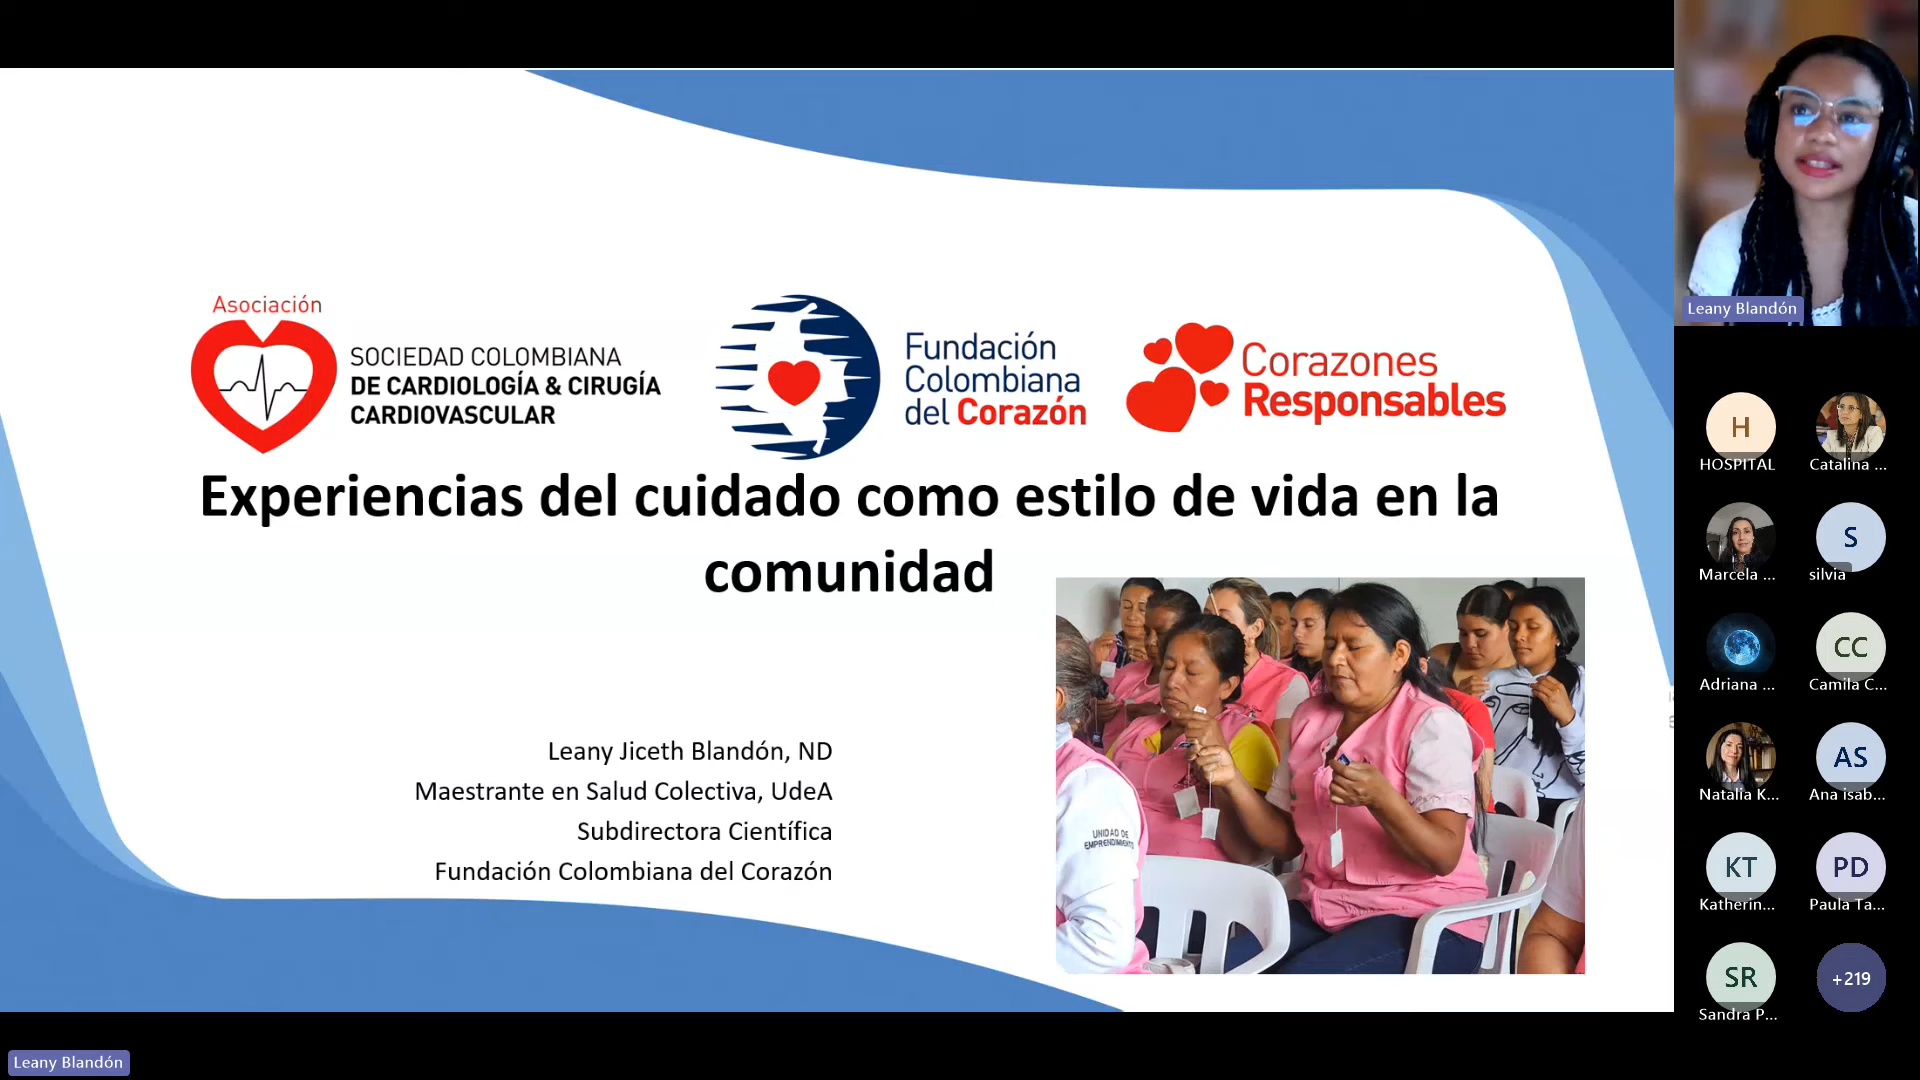 Asociación
SOCIEDAD COLOMBIANA
DE CARDIOLOGÍA & CIRUGÍA
CARDIOVASCULAR
Fundación
Colombiana
del Corazón
Corazones
Responsables
Experiencias del cuidado como estilo de vida en la
comunidad
Leany Jiceth Blandón, ND
Maestrante en Salud Colectiva, UdeA
Subdirectora Científica
Fundación Colombiana del Corazón
UNIDAD DE
EMPRENDIMIENTO
Leany Blandón
Leany Blandón
H
HOSPITAL
Catalina ...
Marcela ...
S
silvia
Adriana ...
CC
Camila C...
Natalia K...
AS
Ana isab...
KT
Katherin...
PD
Paula Ta...
SR
Sandra P...
+219